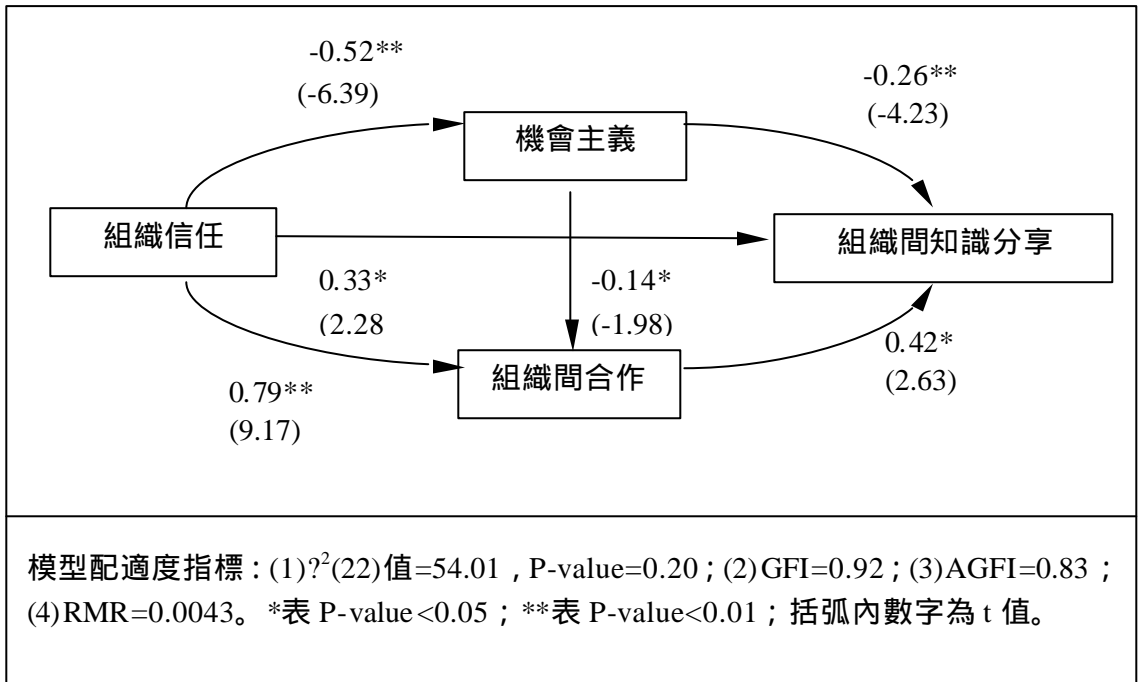 -0.52**
(-6.39)
-0.26**
(-4.23)
機會主義
組織信任
組織間知識分享
0.33*
(2.28
-0.14*
(-1.98)
0.42*
(2.63)
組織間合作
0.79**
(9.17)
模型配適度指標：(1)?²(22)值=54.01，P-value=0.20；(2)GFI=0.92；(3)AGFI=0.83；
(4)RMR=0.0043。 *表 P-value<0.05；**表 P-value<0.01；括弧內數字為 t 值。